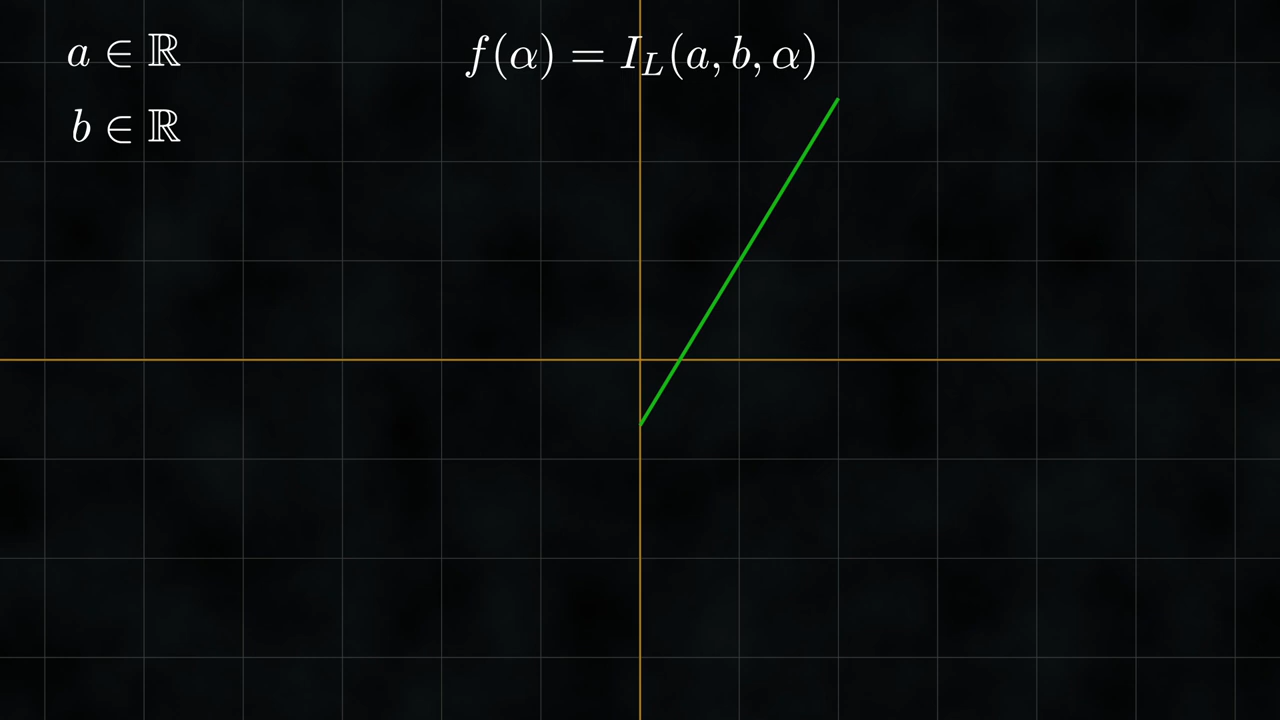 a ∈ ℝ
f(α) = I_L(a, b, α)
b ∈ ℝ